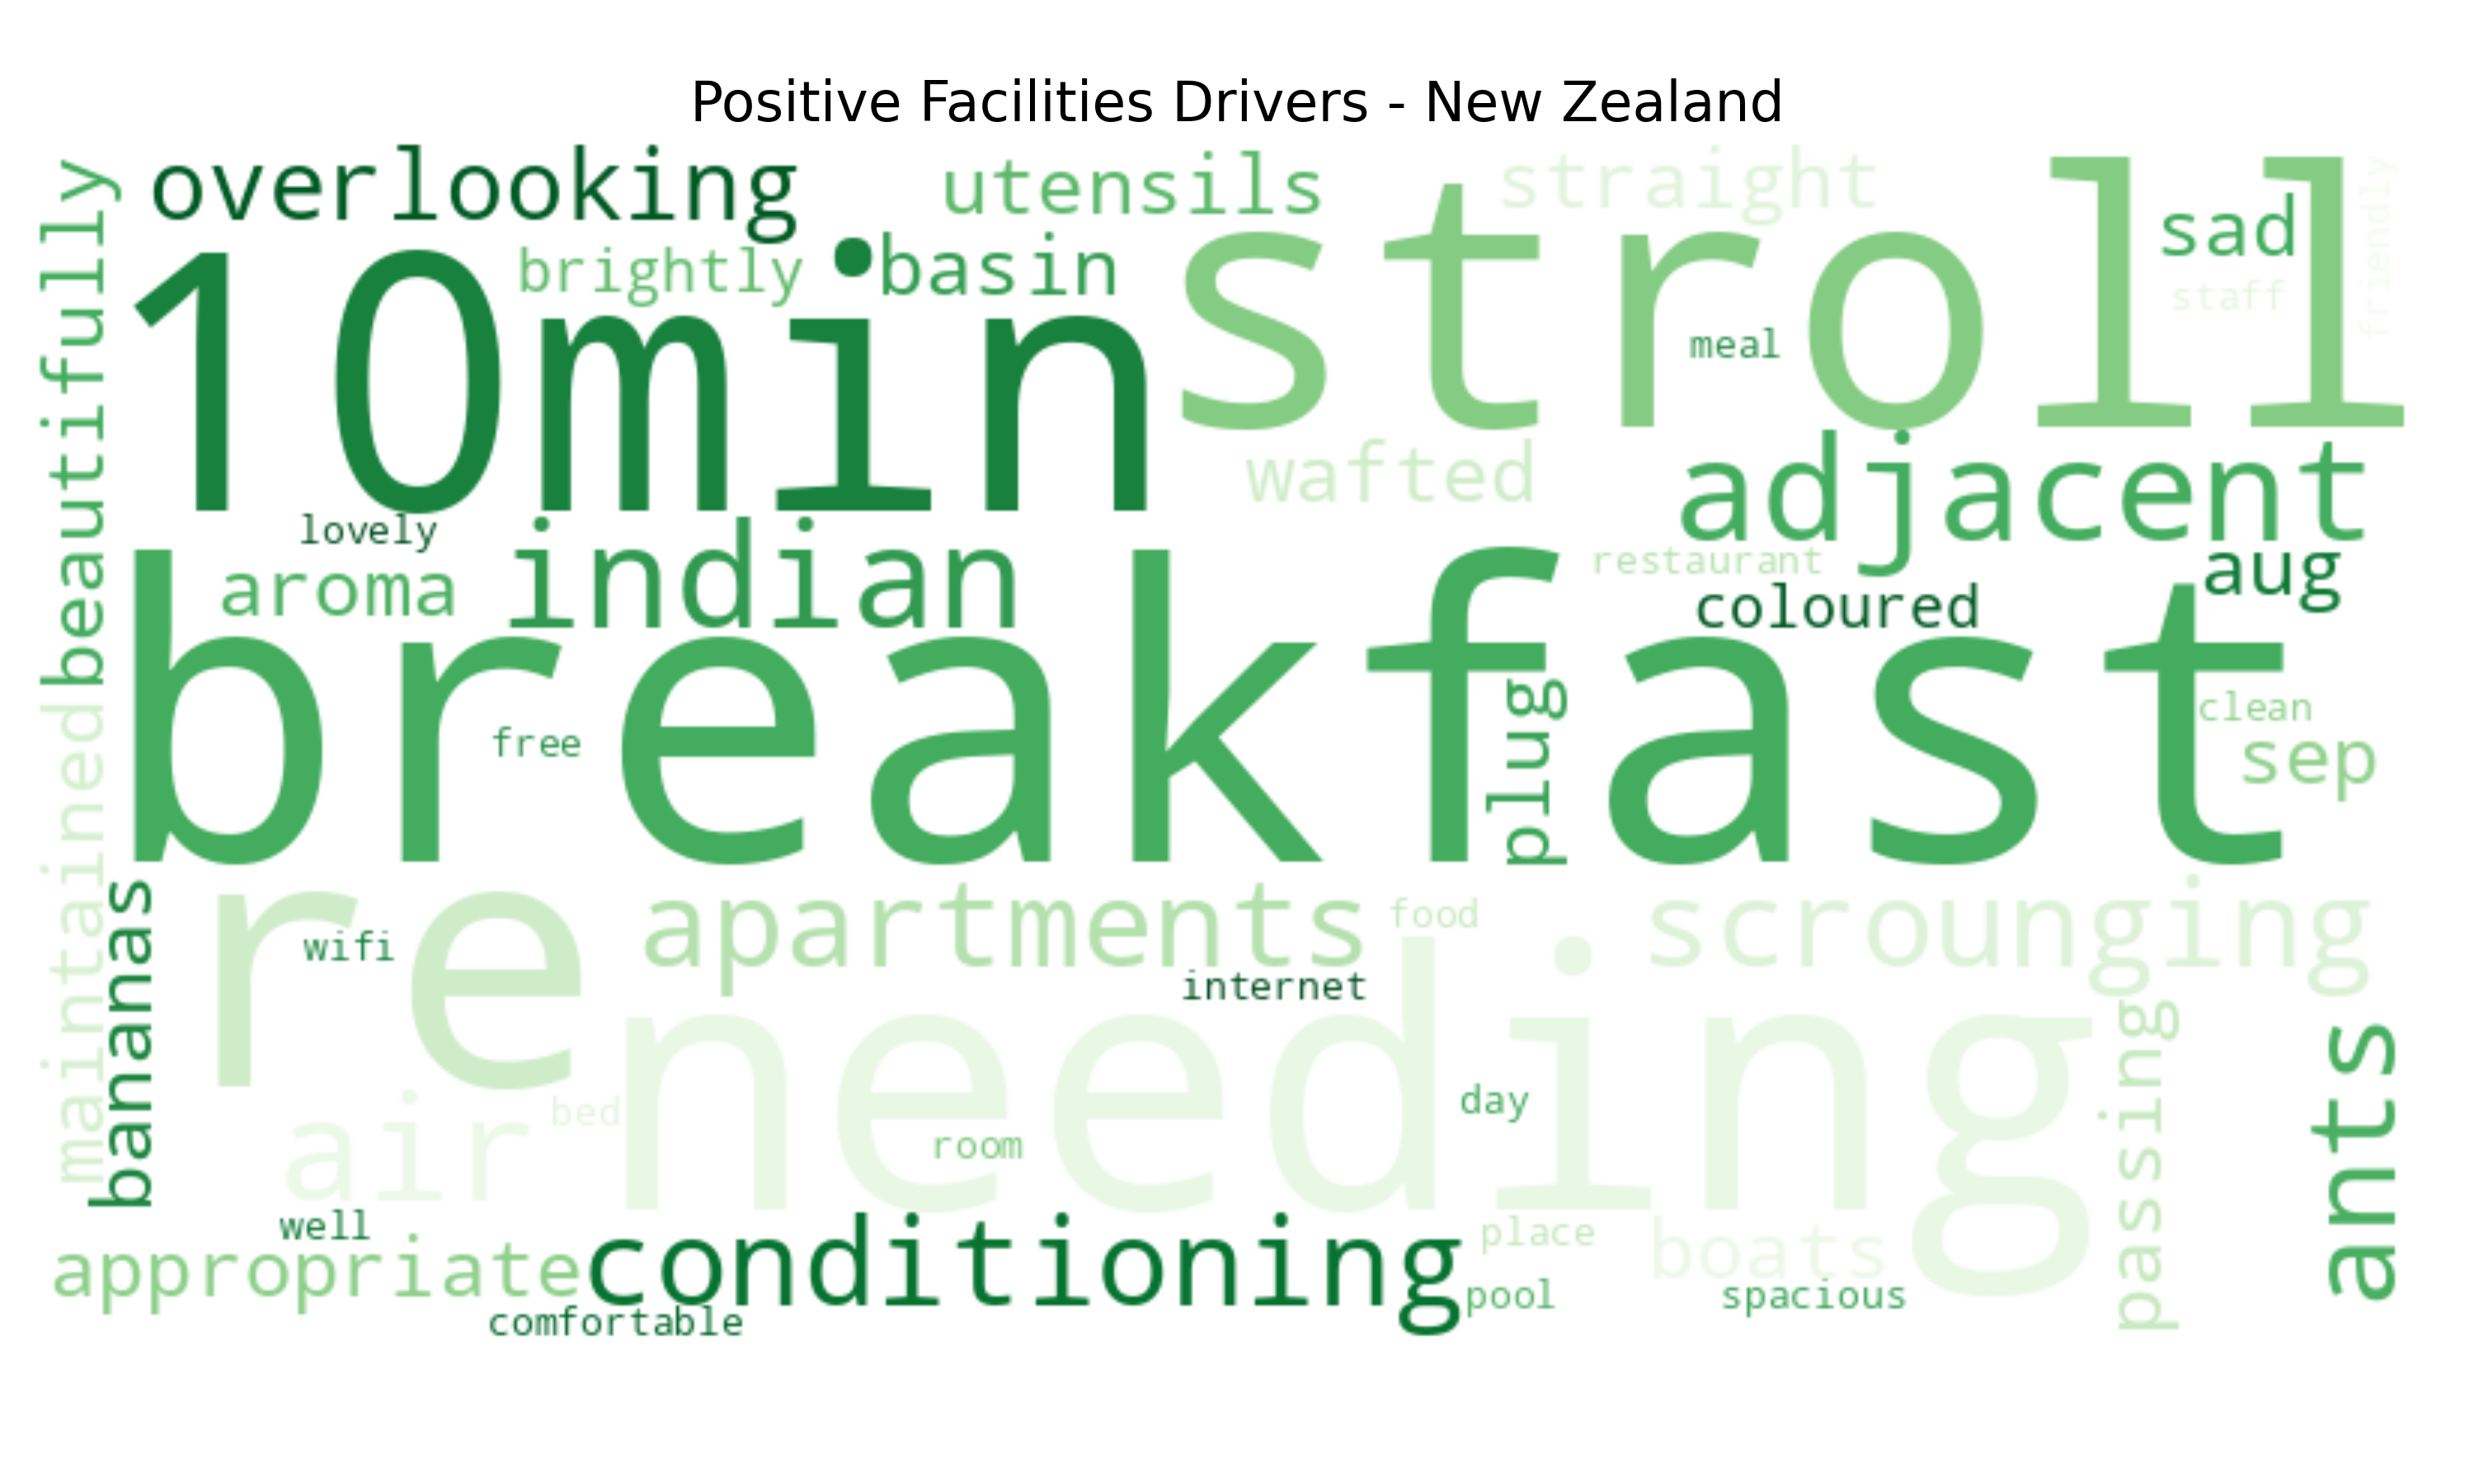 Positive Facilities Drivers - New Zealand
overlooking
utensils
straight
friendly
beautifully
brightly
basin
sad
staff
10min
stroll
meal
wafted
adjacent
lovely
indian
restaurant
aug
aroma
coloured
breakfast
free
plug
clean
sep
maintained
bananas
re
wifi
apartments
food
scrounging
internet
needing
air
bed
room
day
passing
ants
well
appropriate
conditioning
place
boats
comfortable
pool
spacious